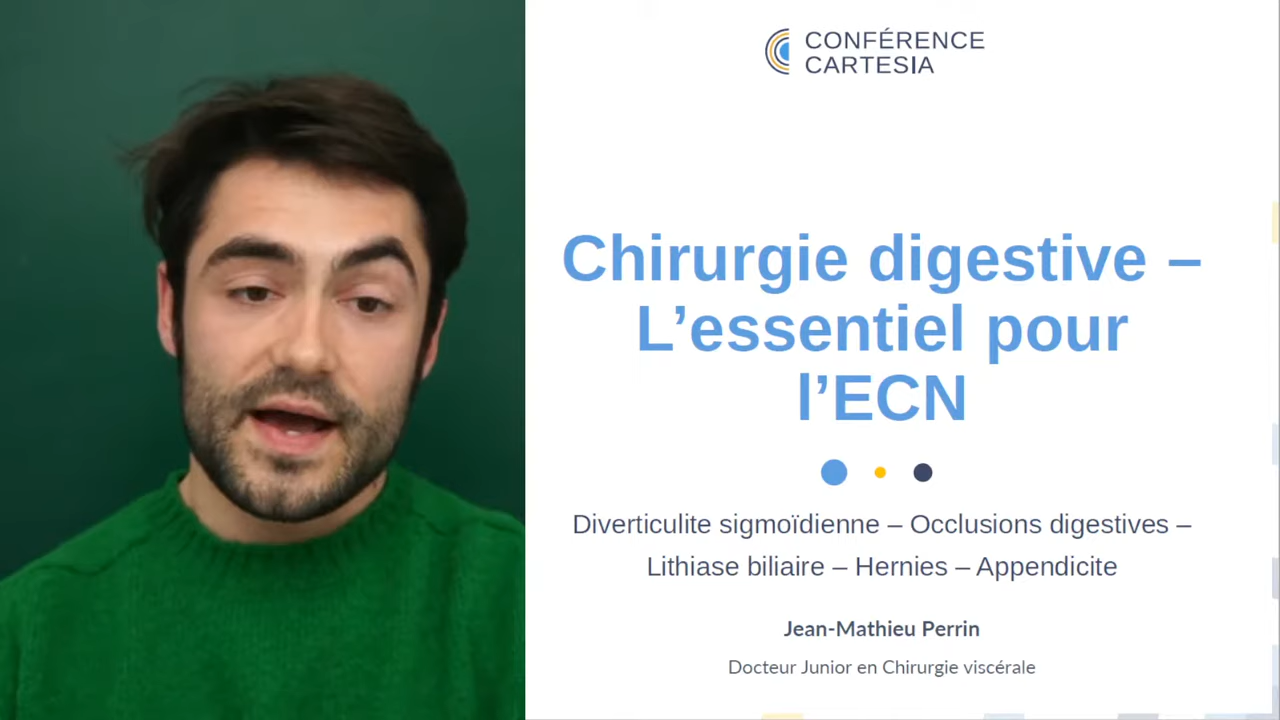 CONFÉRENCE
CARTESIA
Chirurgie digestive –
L’essentiel pour
l’ECN
Diverticulite sigmoïdienne – Occlusions digestives –
Lithiase biliaire – Hernies – Appendicite
Jean-Mathieu Perrin
Docteur Junior en Chirurgie viscérale